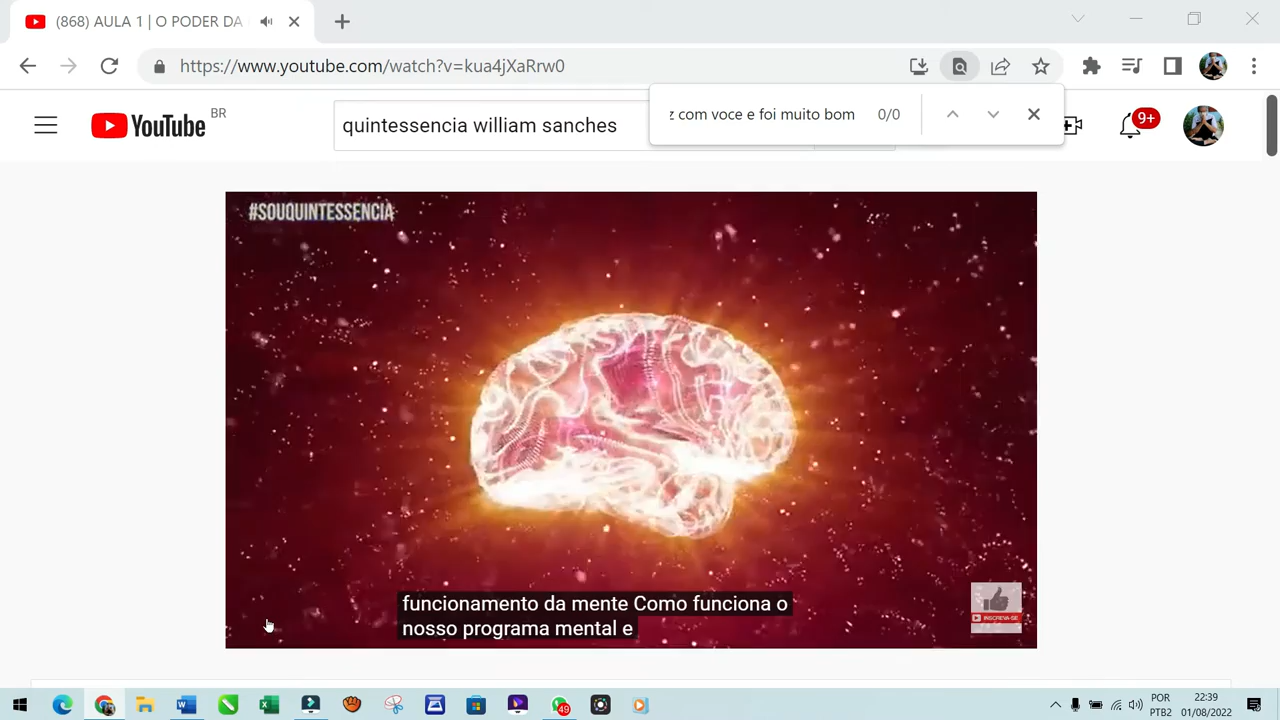 (868) AULA 1 | O PODER DA
https://www.youtube.com/watch?v=kua4jXaRrw0
z com voce e foi muito bom 0/0
YouTube BR
quintessencia william sanches
9+
#SOUQUINTESSENCIA
funcionamento da mente Como funciona o
nosso programa mental e
INSCREVA-SE
49
POR
PTB2
22:39
01/08/2022